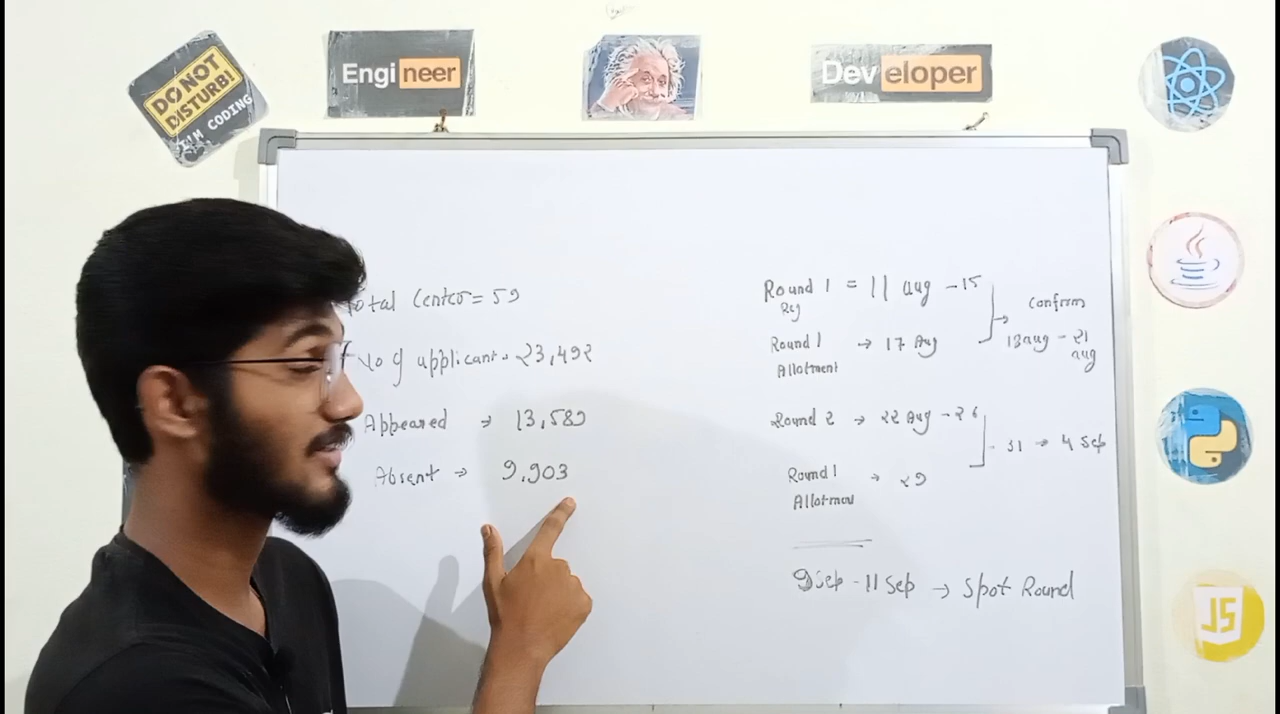 DO NOT
DISTURB!
I'M CODING
Engineer
Developer
Total Center = 59
No of applicant → 23,492
Appeared → 13,589
Absent → 9,903
Round 1 = 11 aug - 15
Reg
Round 1 → 17 Aug
Allotment
Confirm
18 aug - 21
aug
Round 2 → 22 Aug - 26
31 → 4 Sep
Round 1 → 29
Allotment
9 Sep - 11 Sep → Spot Round
JS